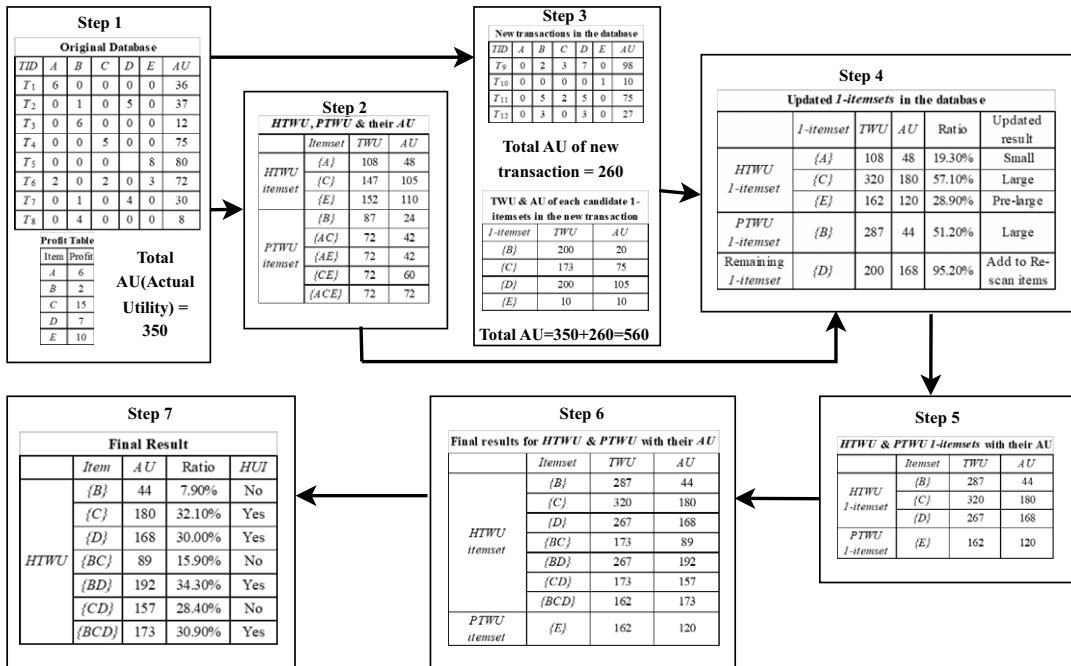 Step 1
Original Database
TID A B C D E AU
T1 6 0 0 0 0 36
T2 0 1 0 5 0 37
T3 0 6 0 0 0 12
T4 0 0 5 0 0 75
T5 0 0 0 8 80
T6 2 0 2 0 3 72
T7 0 1 0 4 0 30
T8 0 4 0 0 0 8
Profit Table
Item Profit
A 6
B 2
C 15
D 7
E 10
Total
AU(Actual
Utility) =
350
Step 2
HTWU, PTWU & their AU
Itemset TWU AU
HTWU itemset
{A} 108 48
{C} 147 105
{E} 152 110
PTWU itemset
{B} 87 24
{AC} 72 42
{AE} 72 42
{CE} 72 60
{ACE} 72 72
Step 3
New transactions in the database
TID A B C D E AU
T9 0 2 3 7 0 98
T10 0 0 0 0 1 10
T11 0 5 2 5 0 75
T12 0 3 0 3 0 27
Total AU of new
transaction = 260
TWU & AU of each candidate 1-
itemsets in the new transaction
1-itemset TWU AU
{B} 200 20
{C} 173 75
{D} 200 105
{E} 10 10
Total AU=350+260=560
Step 4
Updated 1-itemsets in the database
1-itemset TWU AU Ratio Updated result
HTWU 1-itemset
{A} 108 48 19.30% Small
{C} 320 180 57.10% Large
{E} 162 120 28.90% Pre-large
PTWU 1-itemset
{B} 287 44 51.20% Large
Remaining 1-itemset
{D} 200 168 95.20% Add to Re-scan items
Step 5
HTWU & PTWU 1-itemsets with their AU
Itemset TWU AU
HTWU 1-itemset
{B} 287 44
{C} 320 180
{D} 267 168
PTWU 1-itemset
{E} 162 120
Step 6
Final results for HTWU & PTWU with their AU
Itemset TWU AU
HTWU itemset
{B} 287 44
{C} 320 180
{D} 267 168
{BC} 173 89
{BD} 267 192
{CD} 173 157
{BCD} 162 173
PTWU itemset
{E} 162 120
Step 7
Final Result
Item AU Ratio HUI
HTWU
{B} 44 7.90% No
{C} 180 32.10% Yes
{D} 168 30.00% Yes
{BC} 89 15.90% No
{BD} 192 34.30% Yes
{CD} 157 28.40% No
{BCD} 173 30.90% Yes